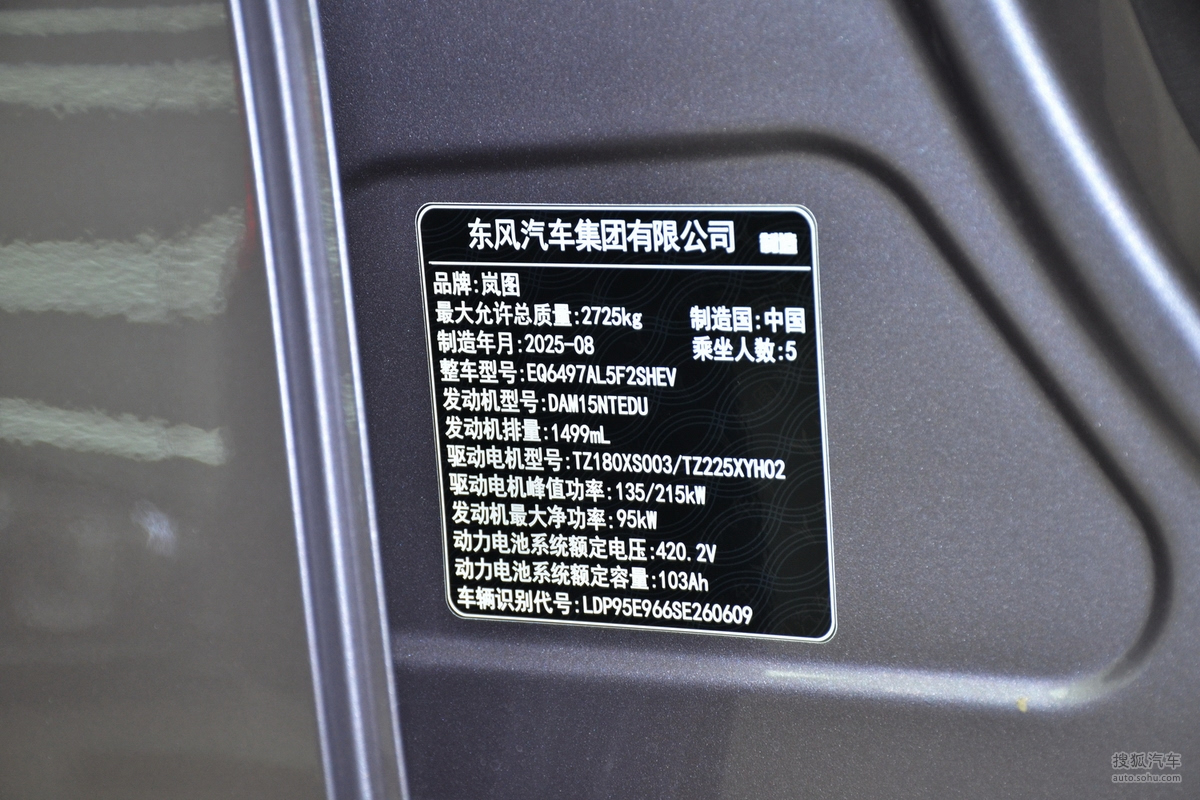 东风汽车集团有限公司 制造
品牌:岚图
最大允许总质量:2725kg 制造国:中国
制造年月:2025-08 乘坐人数:5
整车型号:EQ6497AL5F2SHEV
发动机型号:DAM15NTEDU
发动机排量:1499mL
驱动电机型号:TZ180XS003/TZ225XYH02
驱动电机峰值功率:135/215kW
发动机最大净功率:95kW
动力电池系统额定电压:420.2V
动力电池系统额定容量:103Ah
车辆识别代号:LDP95E966SE260609
搜狐汽车
auto.sohu.com